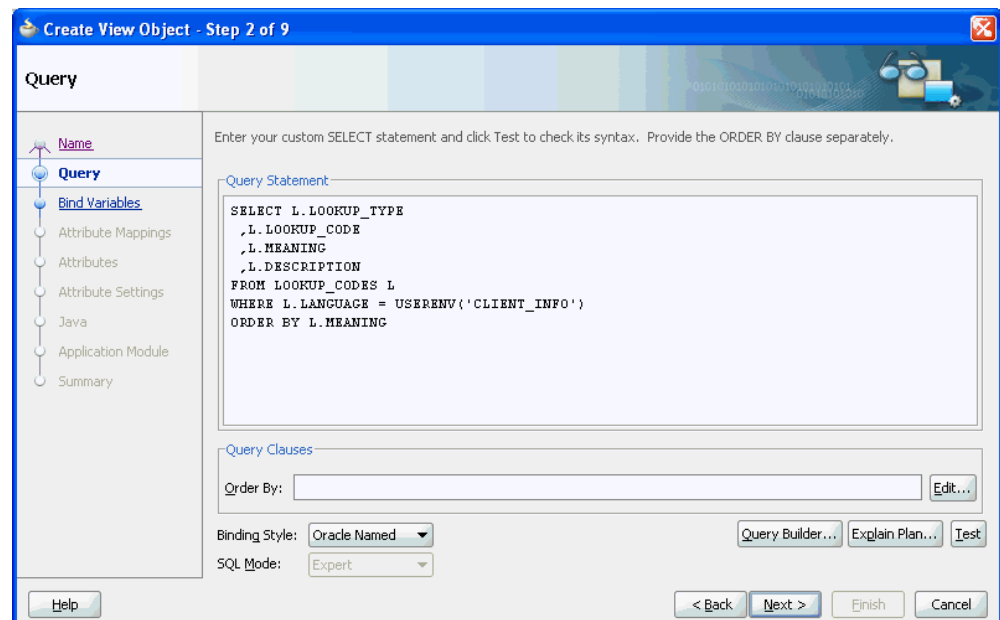 Create View Object - Step 2 of 9
Query
Name
Query
Bind Variables
Attribute Mappings
Attributes
Attribute Settings
Java
Application Module
Summary
Enter your custom SELECT statement and click Test to check its syntax. Provide the ORDER BY clause separately.
Query Statement
SELECT L.LOOKUP_TYPE
,L.LOOKUP_CODE
,L.MEANING
,L.DESCRIPTION
FROM LOOKUP_CODES L
WHERE L.LANGUAGE = USERENV('CLIENT_INFO')
ORDER BY L.MEANING
Query Clauses
Order By:
Edit...
Binding Style: Oracle Named
Query Builder... Explain Plan... Test
SQL Mode: Expert
Help
< Back Next > Finish Cancel